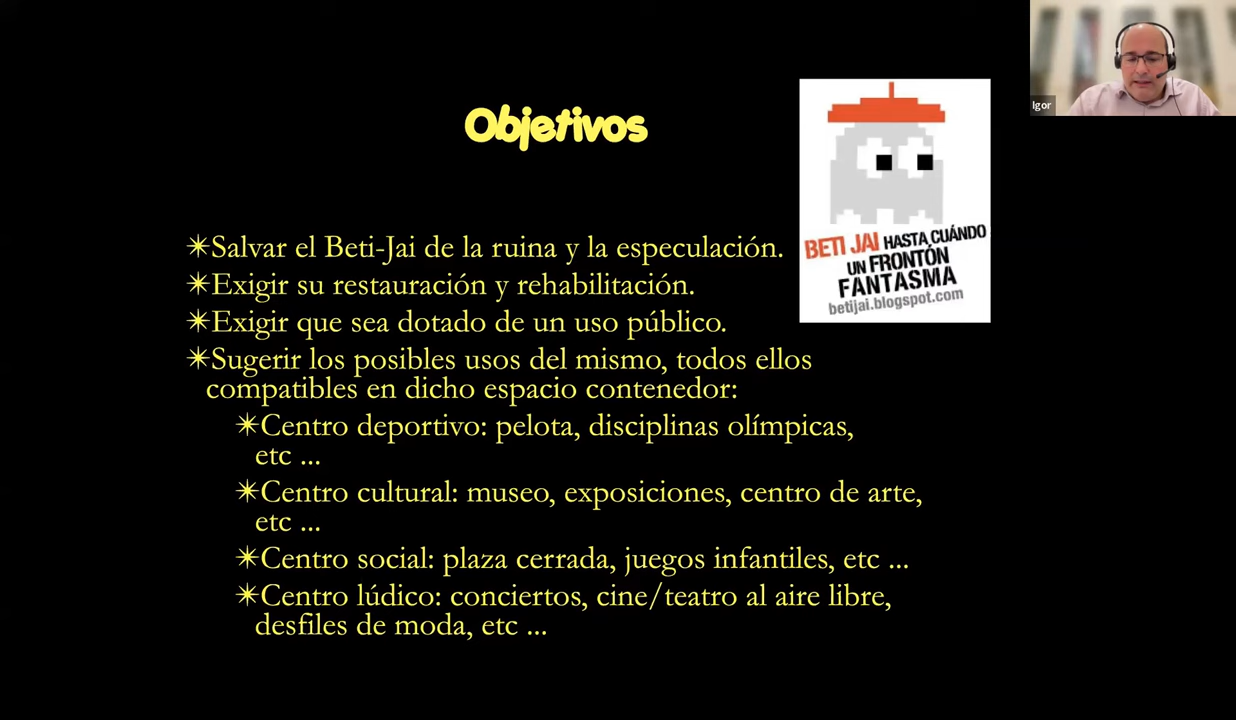 Objetivos
✴Salvar el Beti-Jai de la ruina y la especulación.
✴Exigir su restauración y rehabilitación.
✴Exigir que sea dotado de un uso público.
✴Sugerir los posibles usos del mismo, todos ellos
compatibles en dicho espacio contenedor:
✴Centro deportivo: pelota, disciplinas olímpicas,
etc ...
✴Centro cultural: museo, exposiciones, centro de arte,
etc ...
✴Centro social: plaza cerrada, juegos infantiles, etc ...
✴Centro lúdico: conciertos, cine/teatro al aire libre,
desfiles de moda, etc ...
BETI JAI HASTA CUÁNDO
UN FRONTÓN
FANTASMA
betijai.blogspot.com
Igor